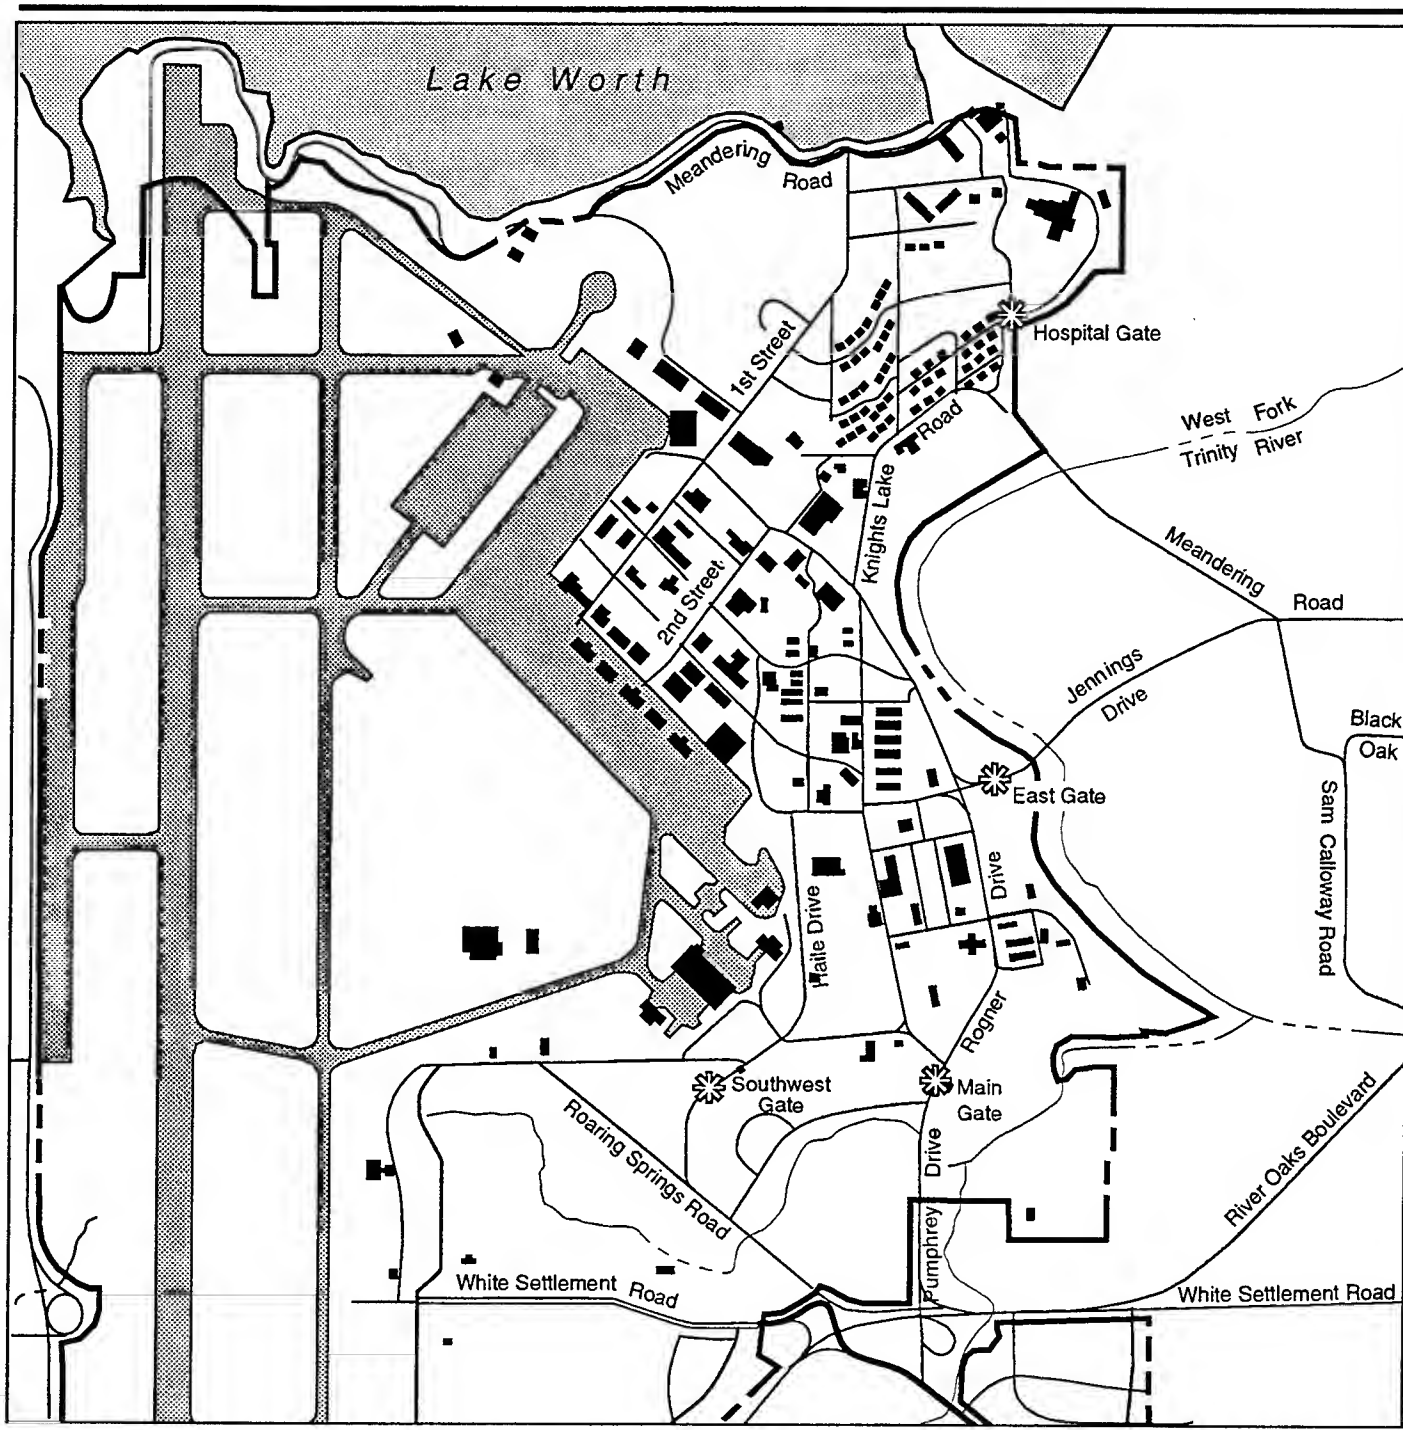 Lake Worth
Meandering
Road
1st Street
Hospital Gate
West Fork
Trinity River
Road
Knights Lake
Meandering
Road
2nd Street
Jennings
Drive
Black
Oak
East Gate
Sam Calloway Road
Drive
Haile Drive
Rogner
Southwest
Gate
Main
Gate
Roaring Springs Road
Pumphrey Drive
River Oaks Boulevard
White Settlement Road
White Settlement Road